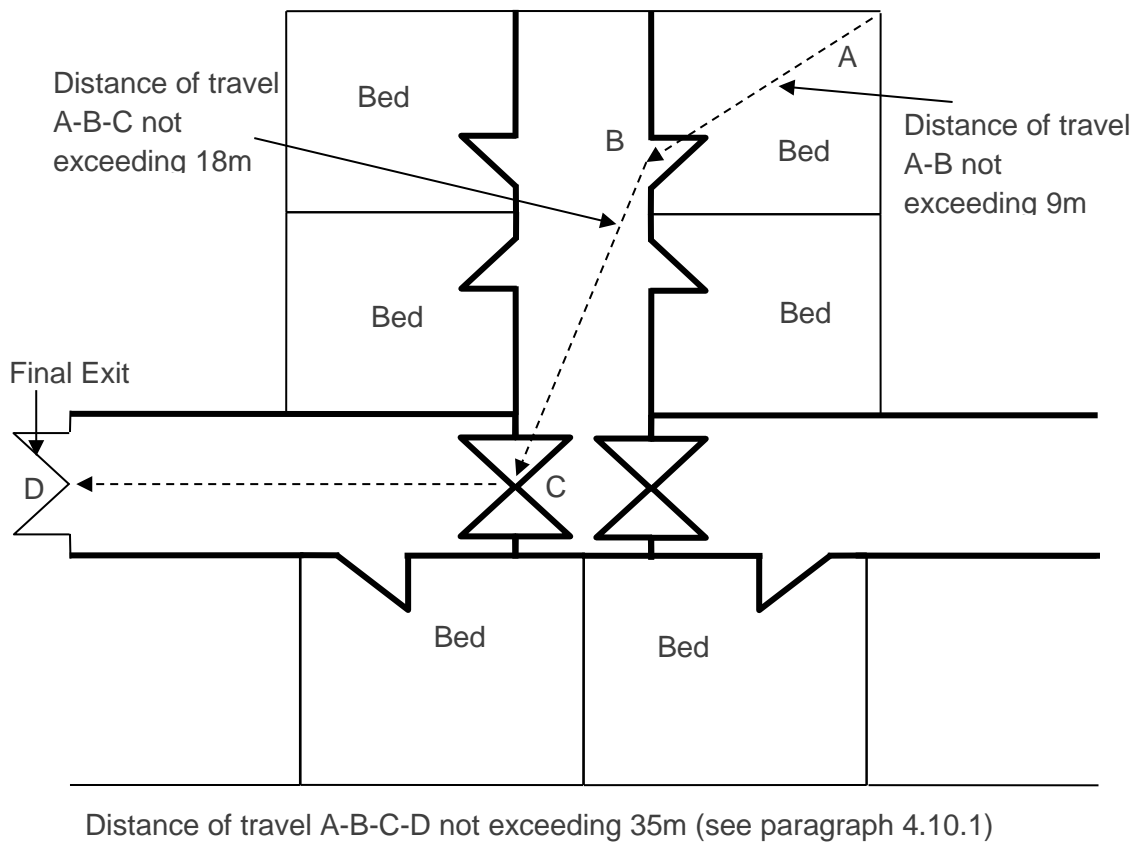 Distance of travel
A-B-C not
exceeding 18m
Bed
A
B
Bed
Distance of travel
A-B not
exceeding 9m
Bed
Bed
Final Exit
D
C
Bed
Bed
Distance of travel A-B-C-D not exceeding 35m (see paragraph 4.10.1)